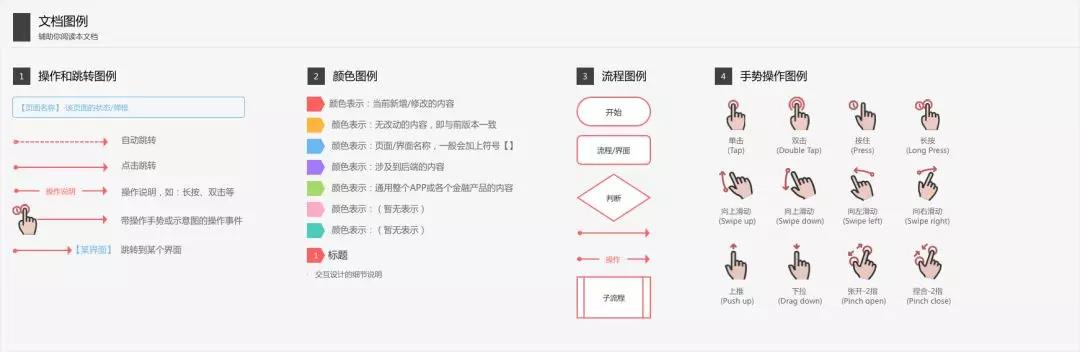 文档图例
辅助你阅读本文档
1 操作和跳转图例
【页面名称】-该页面的状态/弹框
自动跳转
点击跳转
操作说明 操作说明，如：长按、双击等
带操作手势或示意图的操作事件
【某界面】 跳转到某个界面
2 颜色图例
颜色表示：当前新增/修改的内容
颜色表示：无改动的内容，即与前版本一致
颜色表示：页面/界面名称，一般会加上符号【】
颜色表示：涉及到后端的内容
颜色表示：通用整个APP或各个金融产品的内容
颜色表示：（暂无表示）
颜色表示：（暂无表示）
1 标题
· 交互设计的细节说明
3 流程图例
开始
流程/界面
判断
操作
子流程
4 手势操作图例
单击
(Tap)
双击
(Double Tap)
按住
(Press)
长按
(Long Press)
向上滑动
(Swipe up)
向上滑动
(Swipe down)
向左滑动
(Swipe left)
向右滑动
(Swipe right)
上推
(Push up)
下拉
(Drag down)
张开-2指
(Pinch open)
捏合-2指
(Pinch close)